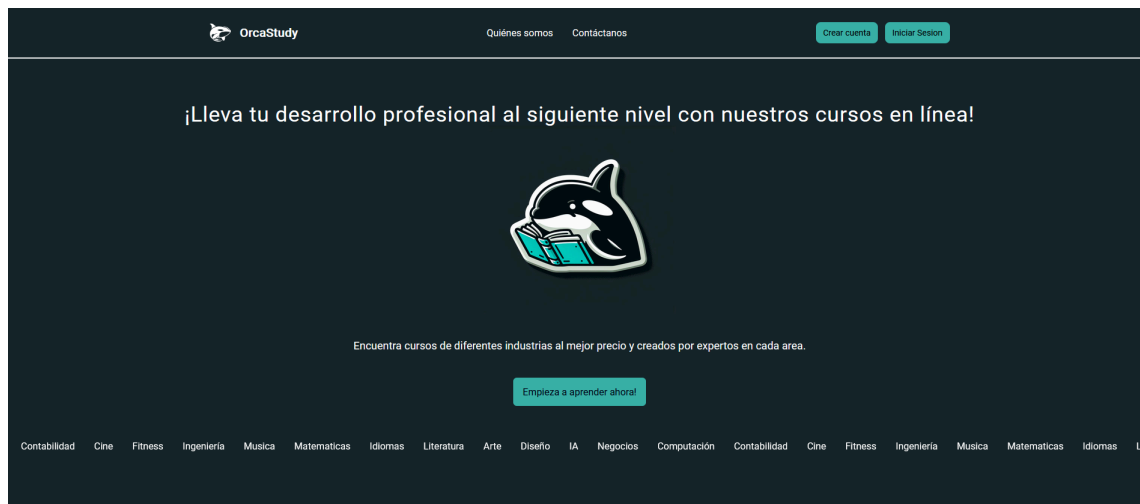 OrcaStudy Quiénes somos Contáctanos Crear cuenta Iniciar Sesion
¡Lleva tu desarrollo profesional al siguiente nivel con nuestros cursos en línea!
Encuentra cursos de diferentes industrias al mejor precio y creados por expertos en cada area.
Empieza a aprender ahora!
Contabilidad Cine Fitness Ingeniería Musica Matematicas Idiomas Literatura Arte Diseño IA Negocios Computación Contabilidad Cine Fitness Ingeniería Musica Matematicas Idiomas